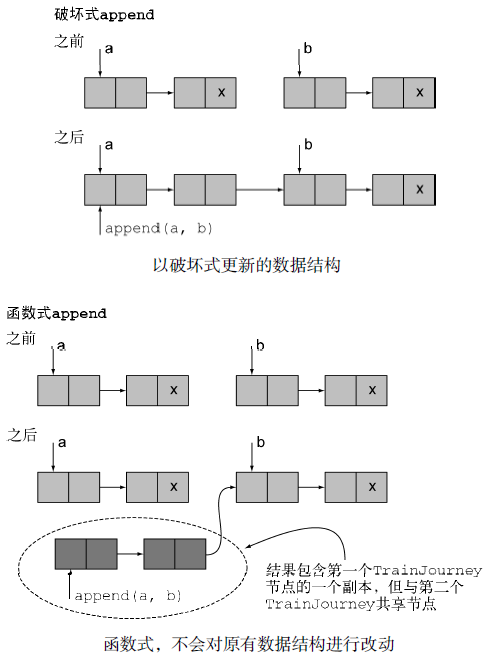 破坏式append
之前
a
b
x
x
之后
a
b
x
append(a, b)
以破坏式更新的数据结构
函数式append
之前
a
b
x
x
之后
a
b
x
x
append(a, b)
结果包含第一个TrainJourney
节点的一个副本，但与第二个
TrainJourney共享节点
函数式，不会对原有数据结构进行改动